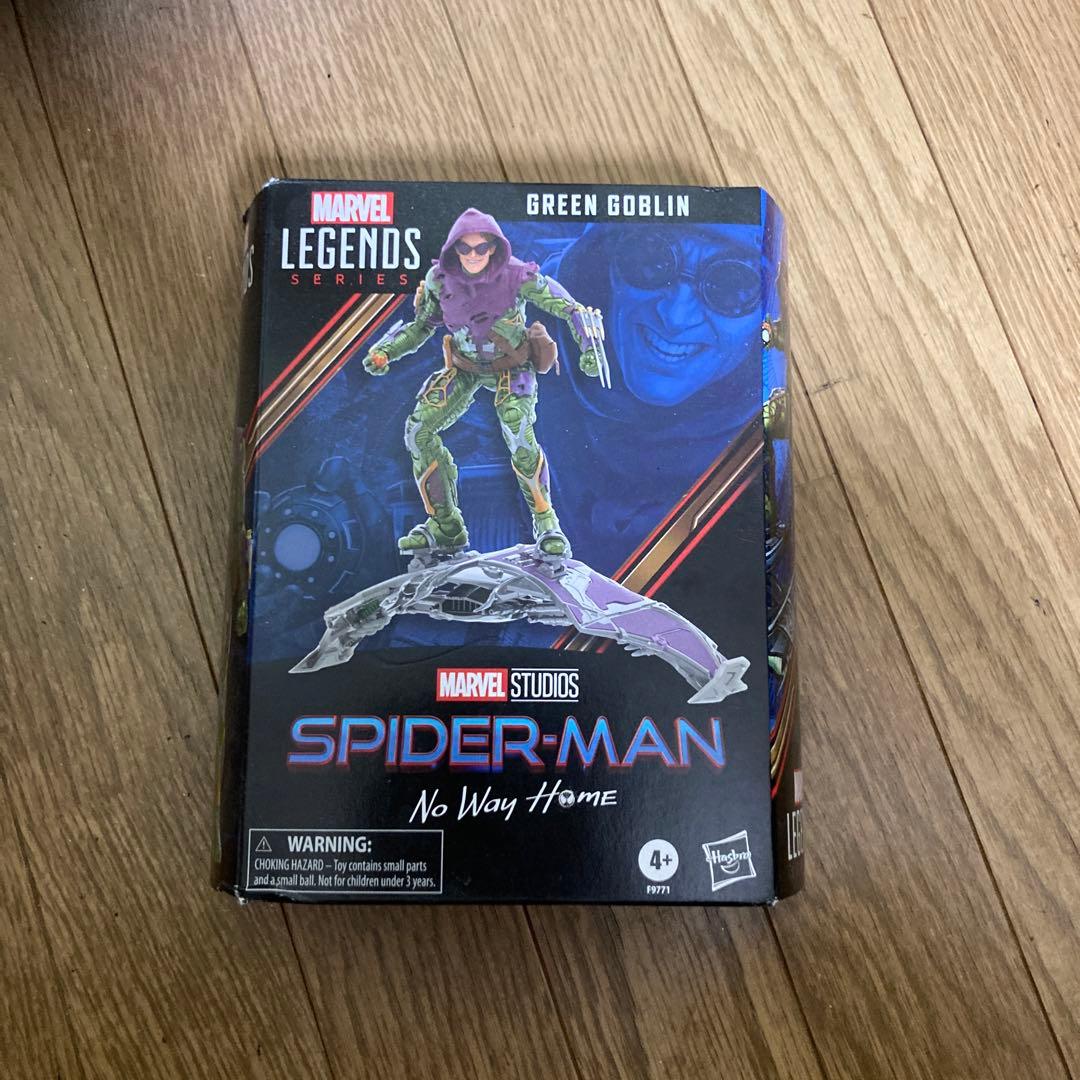 MARVEL
LEGENDS
SERIES
GREEN GOBLIN
MARVEL STUDIOS
SPIDER-MAN
No Way Home
⚠ WARNING:
CHOKING HAZARD – Toy contains small parts
and a small ball. Not for children under 3 years.
4+
F9771
Hasbro